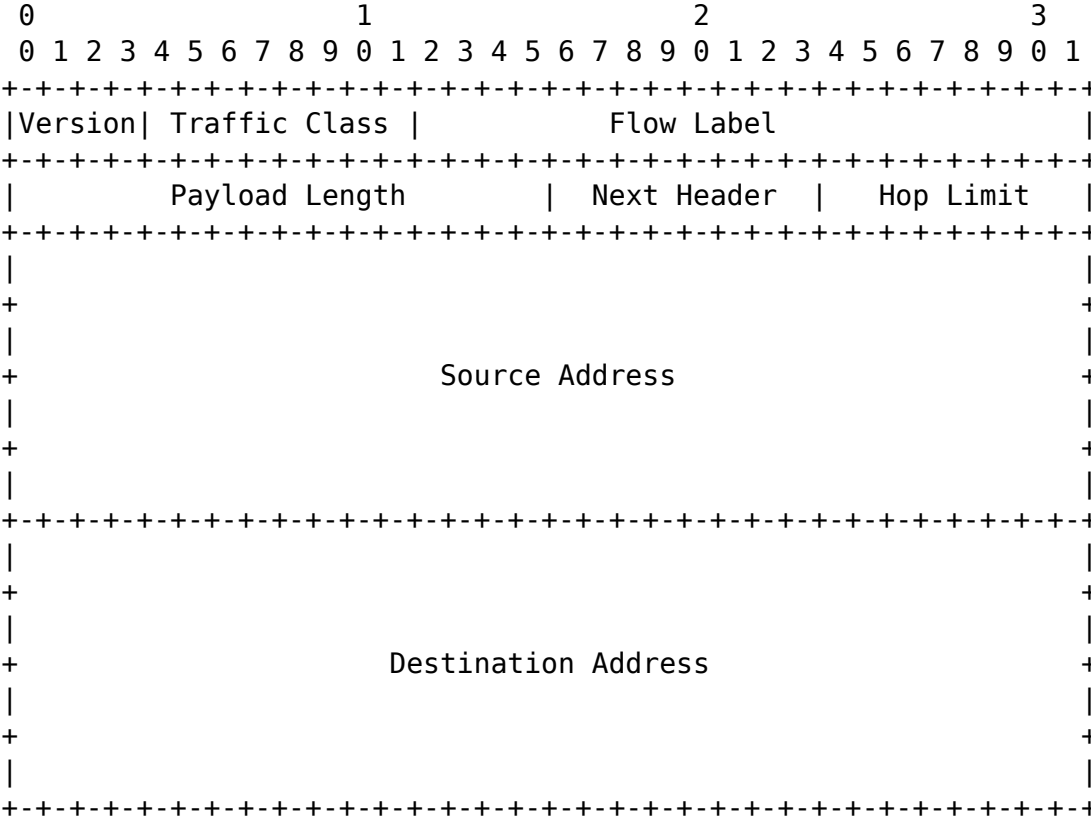 0                   1                   2                   3
 0 1 2 3 4 5 6 7 8 9 0 1 2 3 4 5 6 7 8 9 0 1 2 3 4 5 6 7 8 9 0 1
+-+-+-+-+-+-+-+-+-+-+-+-+-+-+-+-+-+-+-+-+-+-+-+-+-+-+-+-+-+-+-+-+
|Version| Traffic Class |           Flow Label                  |
+-+-+-+-+-+-+-+-+-+-+-+-+-+-+-+-+-+-+-+-+-+-+-+-+-+-+-+-+-+-+-+-+
|         Payload Length        |  Next Header  |   Hop Limit   |
+-+-+-+-+-+-+-+-+-+-+-+-+-+-+-+-+-+-+-+-+-+-+-+-+-+-+-+-+-+-+-+-+
|                                                               |
+                                                               +
|                                                               |
+                         Source Address                        +
|                                                               |
+                                                               +
|                                                               |
+-+-+-+-+-+-+-+-+-+-+-+-+-+-+-+-+-+-+-+-+-+-+-+-+-+-+-+-+-+-+-+-+
|                                                               |
+                                                               +
|                                                               |
+                      Destination Address                      +
|                                                               |
+                                                               +
|                                                               |
+-+-+-+-+-+-+-+-+-+-+-+-+-+-+-+-+-+-+-+-+-+-+-+-+-+-+-+-+-+-+-+-+